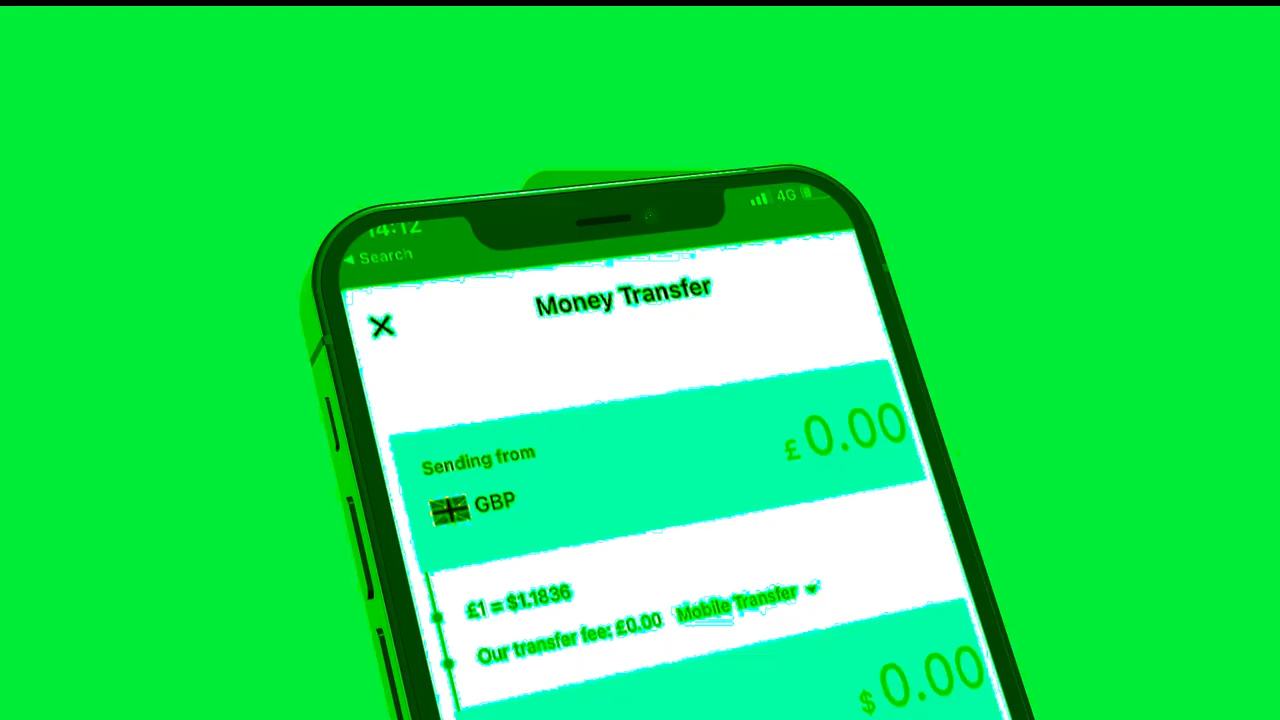 14:12
4G
◀ Search
Money Transfer
Sending from
£0.00
GBP
£1 = $1.1836
Our transfer fee: £0.00 Mobile Transfer
$0.00